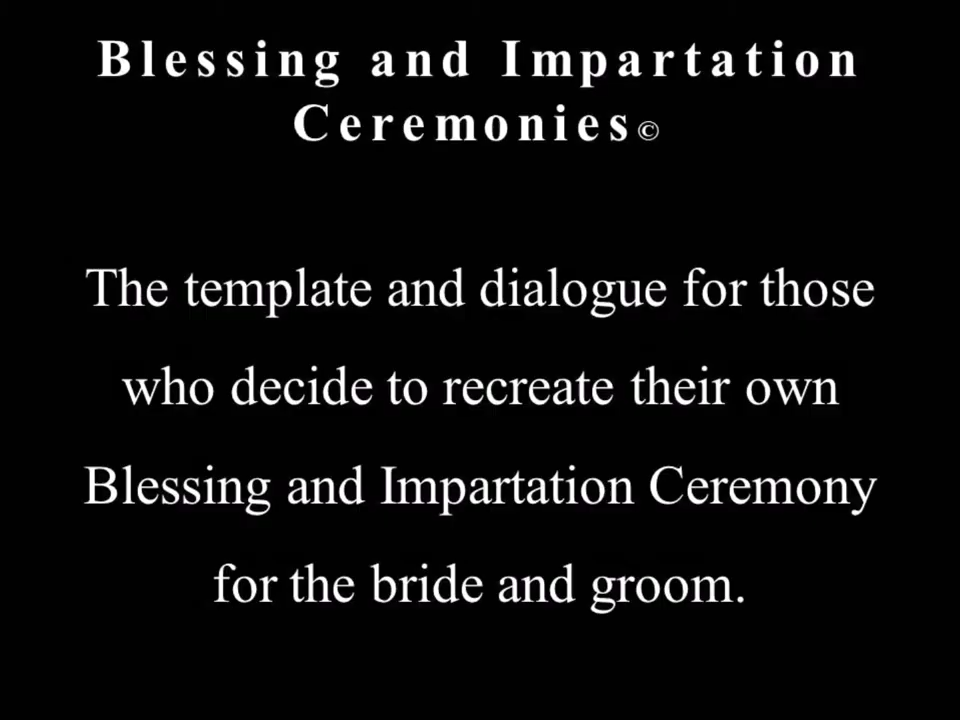 Blessing and Impartation
Ceremonies©
The template and dialogue for those
who decide to recreate their own
Blessing and Impartation Ceremony
for the bride and groom.